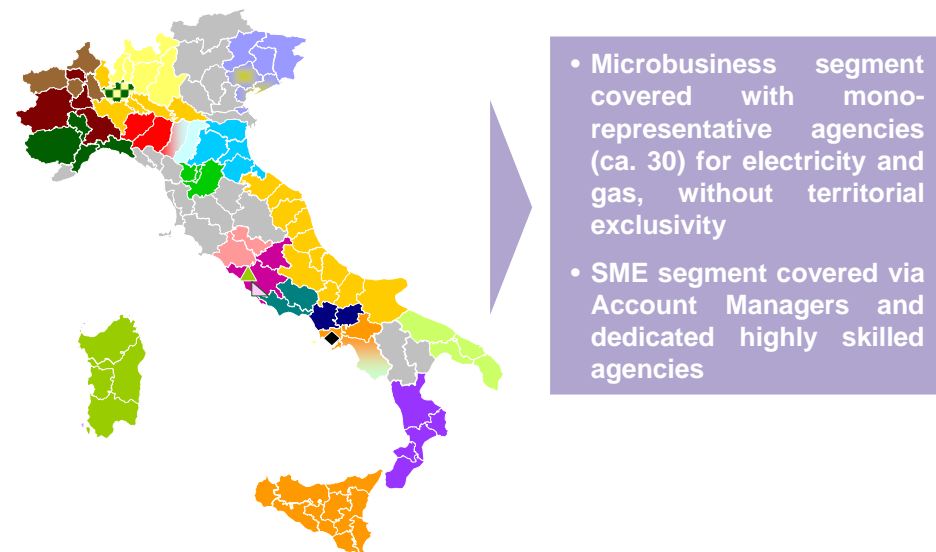 • Microbusiness segment
covered with mono-
representative agencies
(ca. 30) for electricity and
gas, without territorial
exclusivity
• SME segment covered via
Account Managers and
dedicated highly skilled
agencies